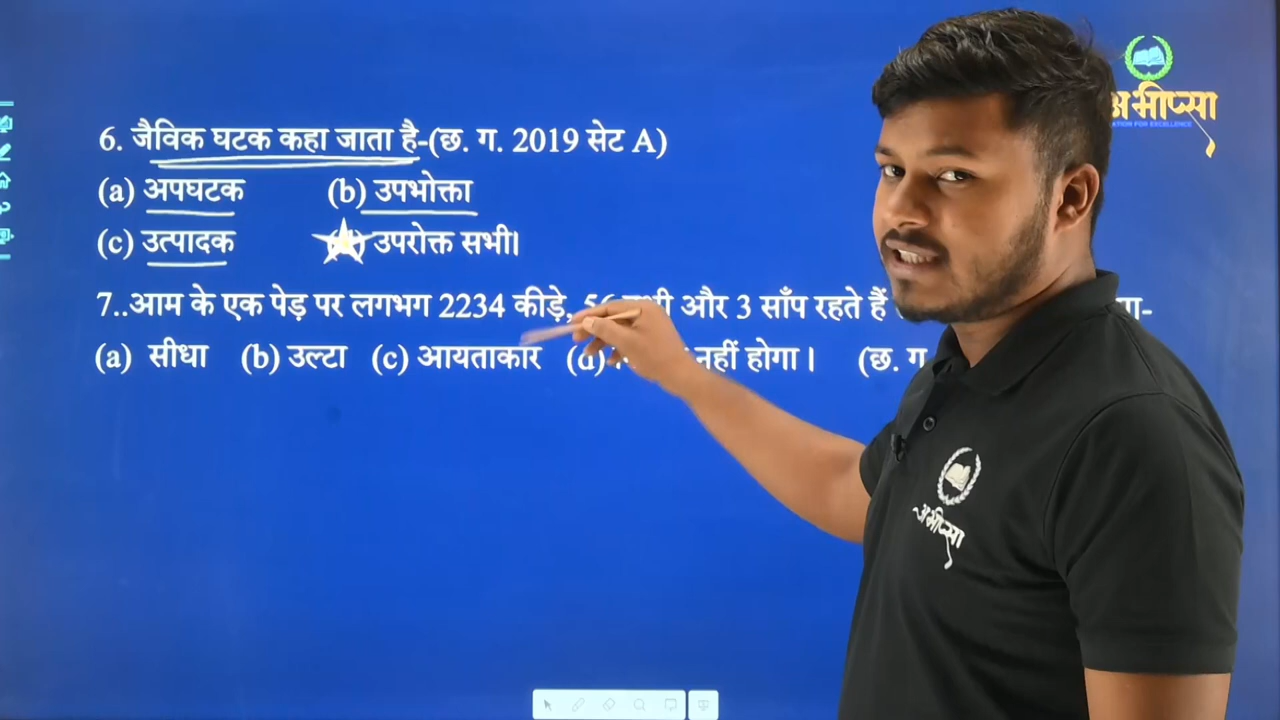 6. जैविक घटक कहा जाता है-(छ. ग. 2019 सेट A)
(a) अपघटक (b) उपभोक्ता
(c) उत्पादक उपरोक्त सभी।
7..आम के एक पेड़ पर लगभग 2234 कीड़े, 56 और 3 साँप रहते हैं
(a) सीधा (b) उल्टा (c) आयताकार (d) नहीं होगा। (छ. ग
अभीप्सा
अभीप्सा